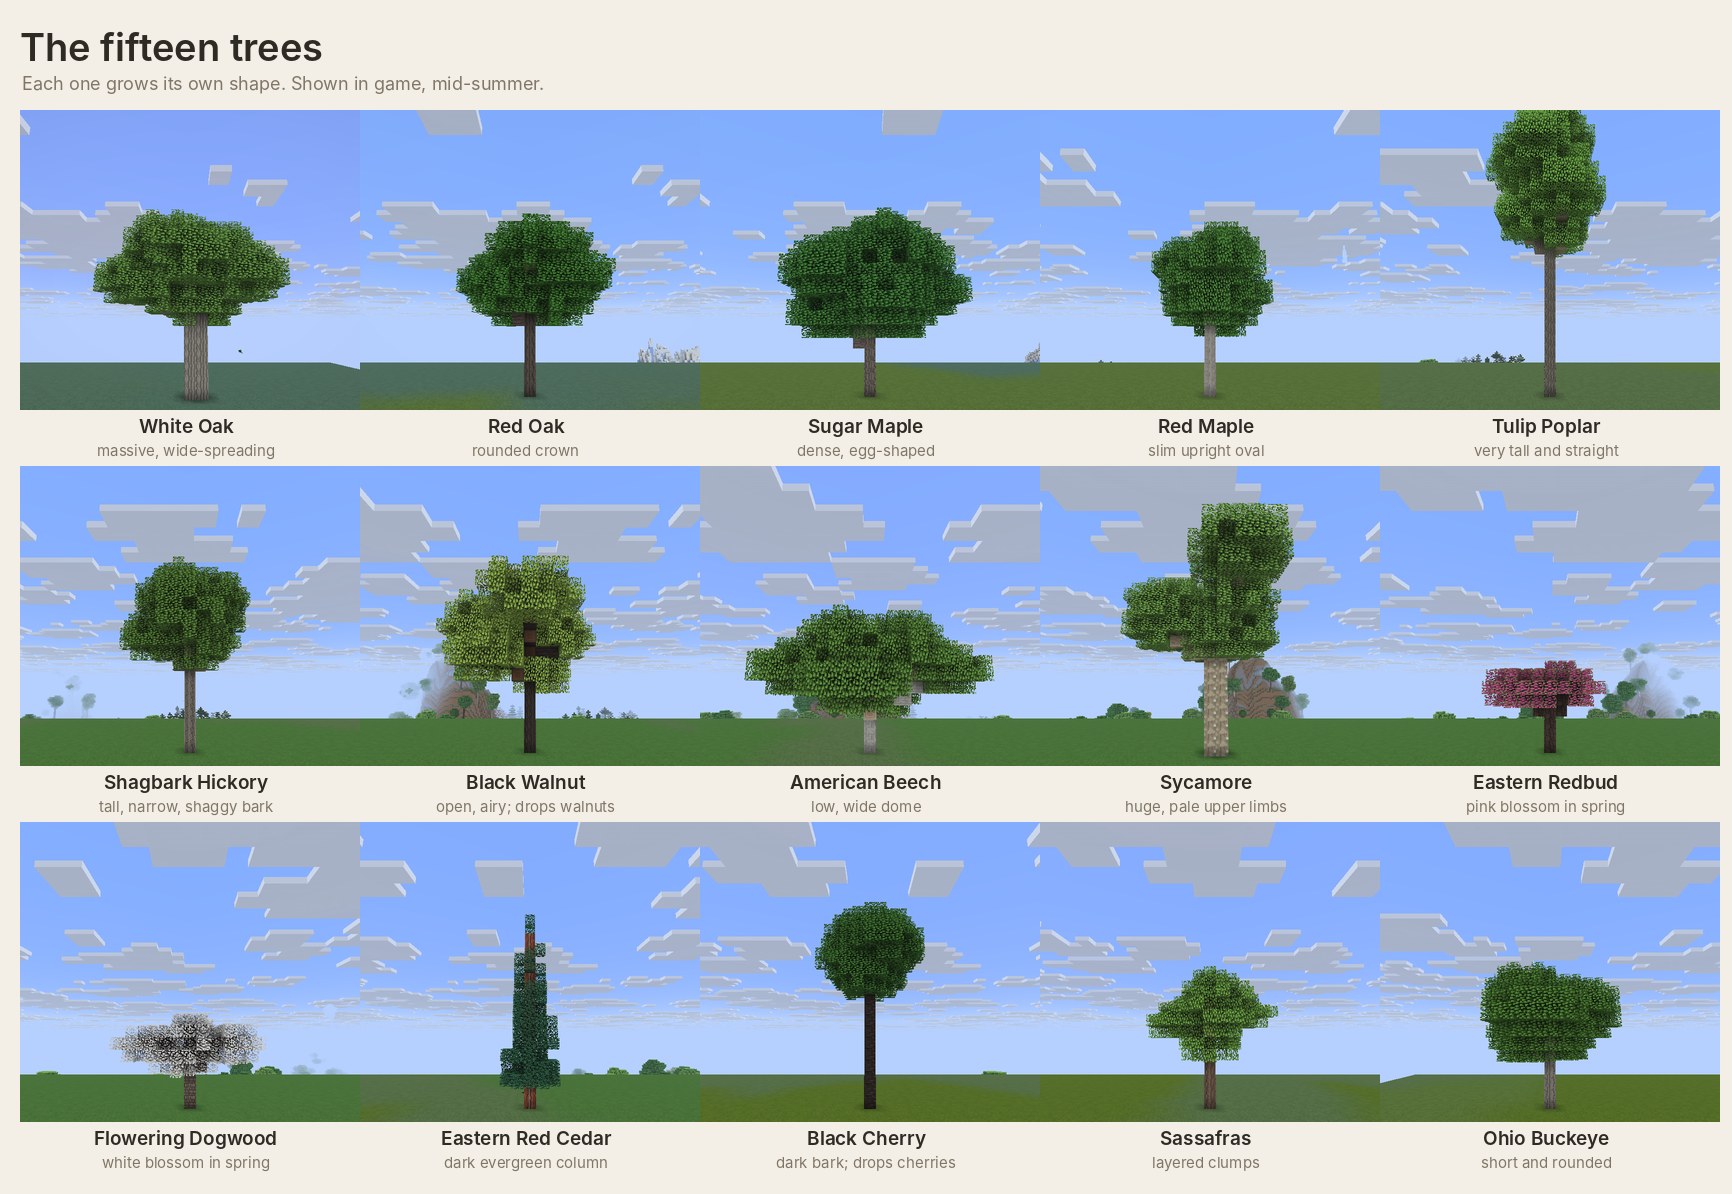 The fifteen trees
Each one grows its own shape. Shown in game, mid-summer.
White Oak
massive, wide-spreading
Red Oak
rounded crown
Sugar Maple
dense, egg-shaped
Red Maple
slim upright oval
Tulip Poplar
very tall and straight
Shagbark Hickory
tall, narrow, shaggy bark
Black Walnut
open, airy; drops walnuts
American Beech
low, wide dome
Sycamore
huge, pale upper limbs
Eastern Redbud
pink blossom in spring
Flowering Dogwood
white blossom in spring
Eastern Red Cedar
dark evergreen column
Black Cherry
dark bark; drops cherries
Sassafras
layered clumps
Ohio Buckeye
short and rounded